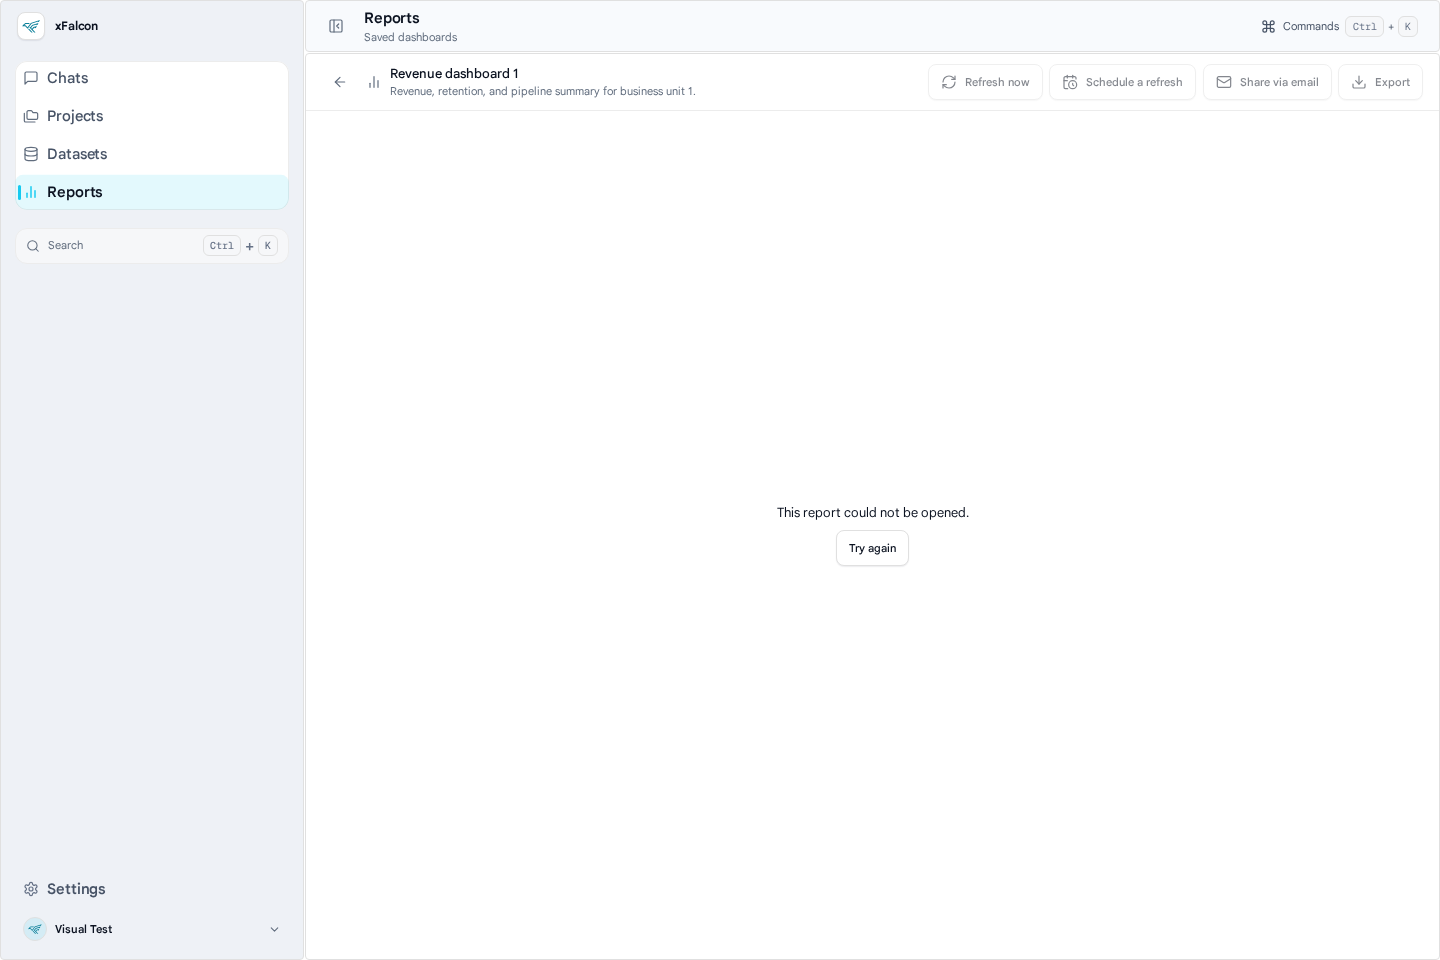 xFalcon
Chats
Projects
Datasets
Reports
Search Ctrl + K
Settings
Visual Test
Reports
Saved dashboards
Commands Ctrl + K
Revenue dashboard 1
Revenue, retention, and pipeline summary for business unit 1.
Refresh now Schedule a refresh Share via email Export
This report could not be opened.
Try again